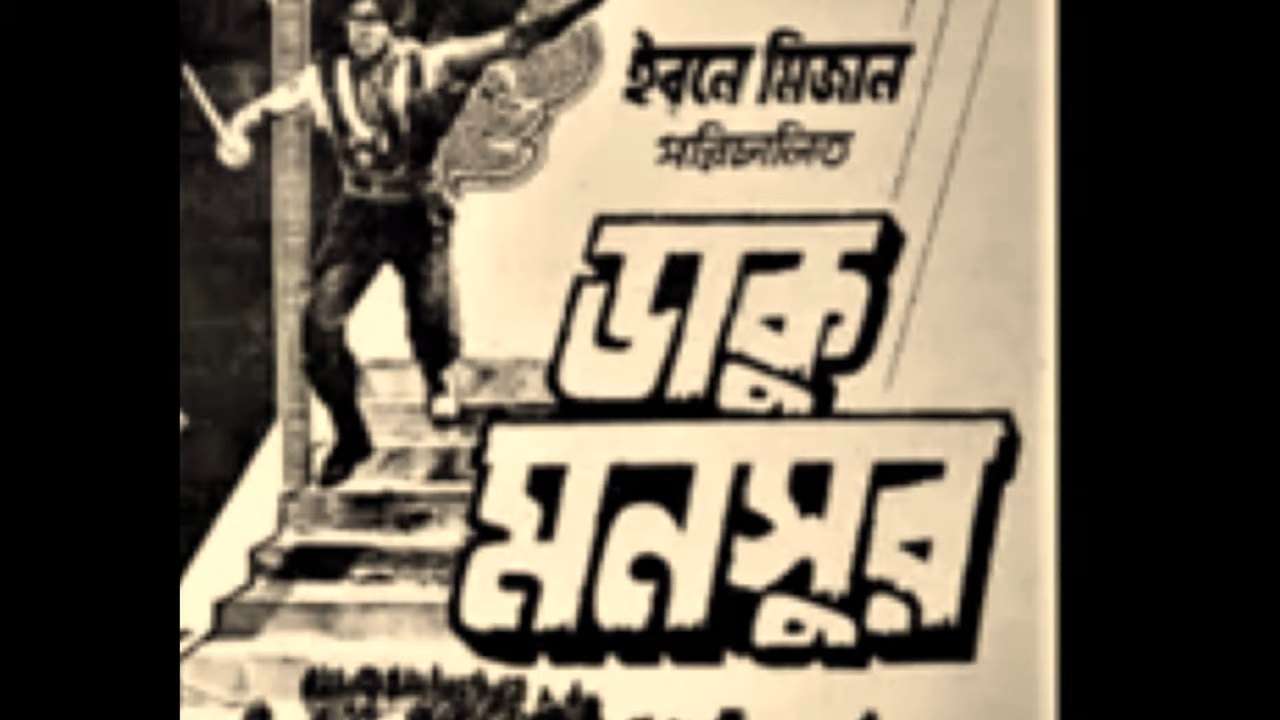 ইবনে মিজান
পরিচালিত
ডাকু
মনসুর